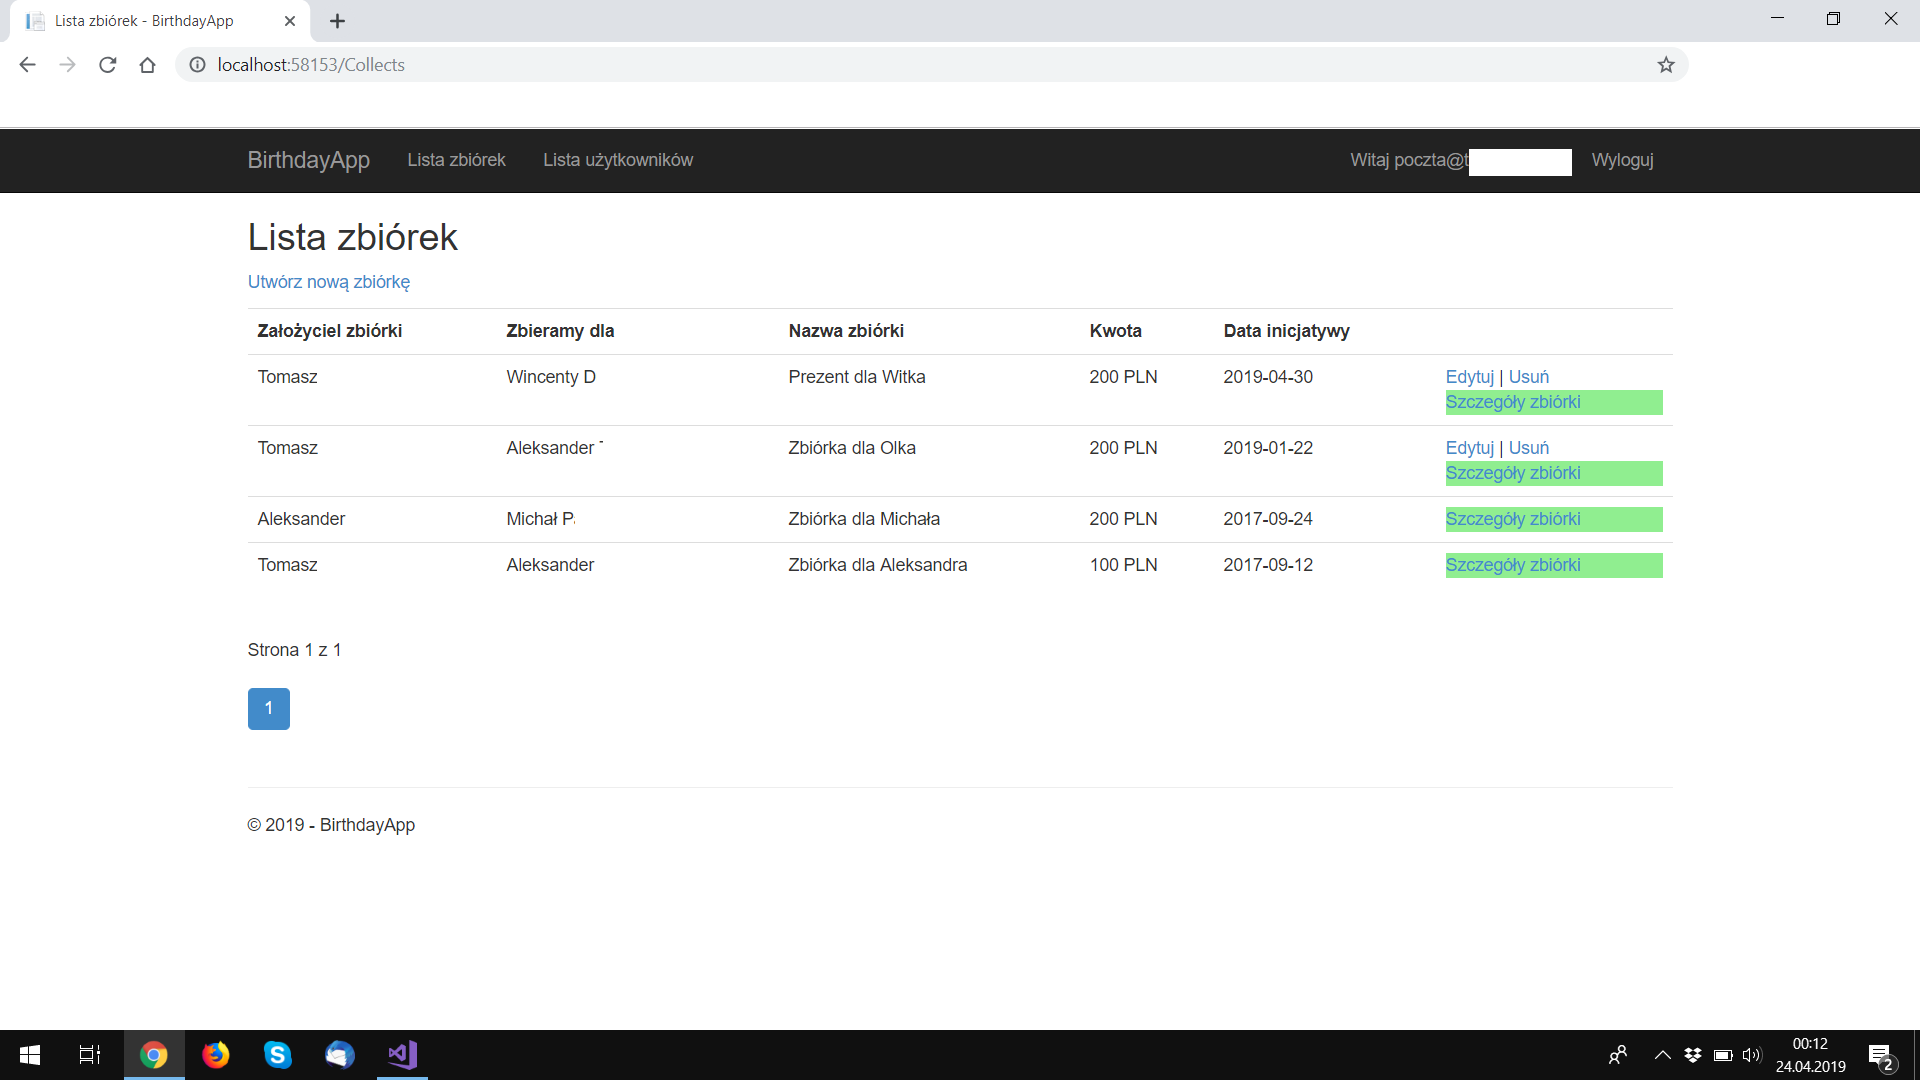 Lista zbiórek - BirthdayApp
localhost:58153/Collects
BirthdayApp Lista zbiórek Lista użytkowników Witaj poczta@t Wyloguj
Lista zbiórek
Utwórz nową zbiórkę
Założyciel zbiórki Zbieramy dla Nazwa zbiórki Kwota Data inicjatywy
Tomasz Wincenty D Prezent dla Witka 200 PLN 2019-04-30 Edytuj | Usuń
Szczegóły zbiórki
Tomasz Aleksander Zbiórka dla Olka 200 PLN 2019-01-22 Edytuj | Usuń
Szczegóły zbiórki
Aleksander Michał P Zbiórka dla Michała 200 PLN 2017-09-24 Szczegóły zbiórki
Tomasz Aleksander Zbiórka dla Aleksandra 100 PLN 2017-09-12 Szczegóły zbiórki
Strona 1 z 1
1
© 2019 - BirthdayApp
00:12
24.04.2019
2